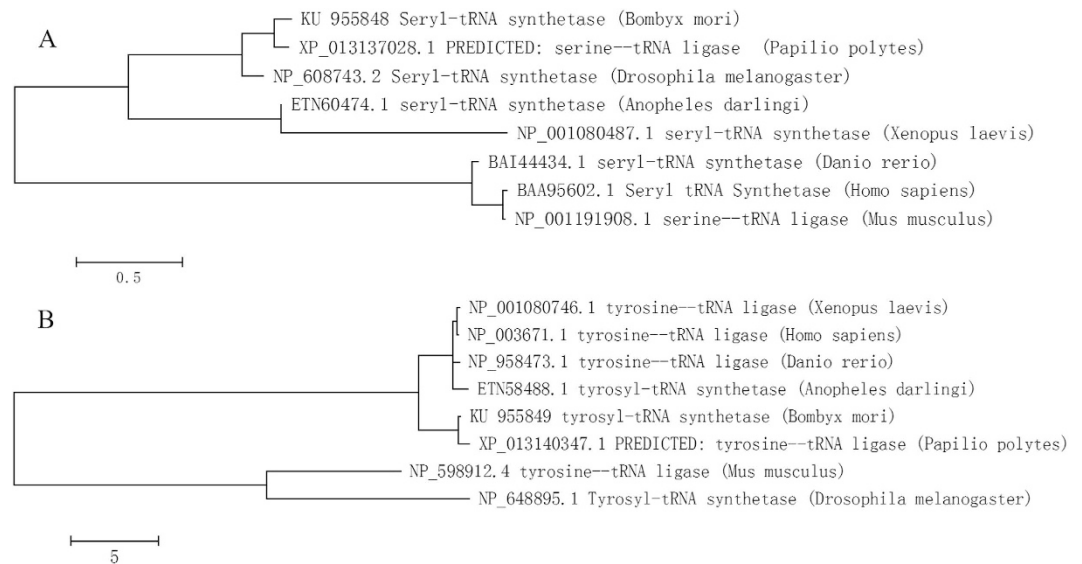 A
KU 955848 Seryl-tRNA synthetase (Bombyx mori)
XP_013137028.1 PREDICTED: serine--tRNA ligase (Papilio polytes)
NP_608743.2 Seryl-tRNA synthetase (Drosophila melanogaster)
ETN60474.1 seryl-tRNA synthetase (Anopheles darlingi)
NP_001080487.1 seryl-tRNA synthetase (Xenopus laevis)
BAI44434.1 seryl-tRNA synthetase (Danio rerio)
BAA95602.1 Seryl tRNA Synthetase (Homo sapiens)
NP_001191908.1 serine--tRNA ligase (Mus musculus)
0.5
B
NP_001080746.1 tyrosine--tRNA ligase (Xenopus laevis)
NP_003671.1 tyrosine--tRNA ligase (Homo sapiens)
NP_958473.1 tyrosine--tRNA ligase (Danio rerio)
ETN58488.1 tyrosyl-tRNA synthetase (Anopheles darlingi)
KU 955849 tyrosyl-tRNA synthetase (Bombyx mori)
XP_013140347.1 PREDICTED: tyrosine--tRNA ligase (Papilio polytes)
NP_598912.4 tyrosine--tRNA ligase (Mus musculus)
NP_648895.1 Tyrosyl-tRNA synthetase (Drosophila melanogaster)
5